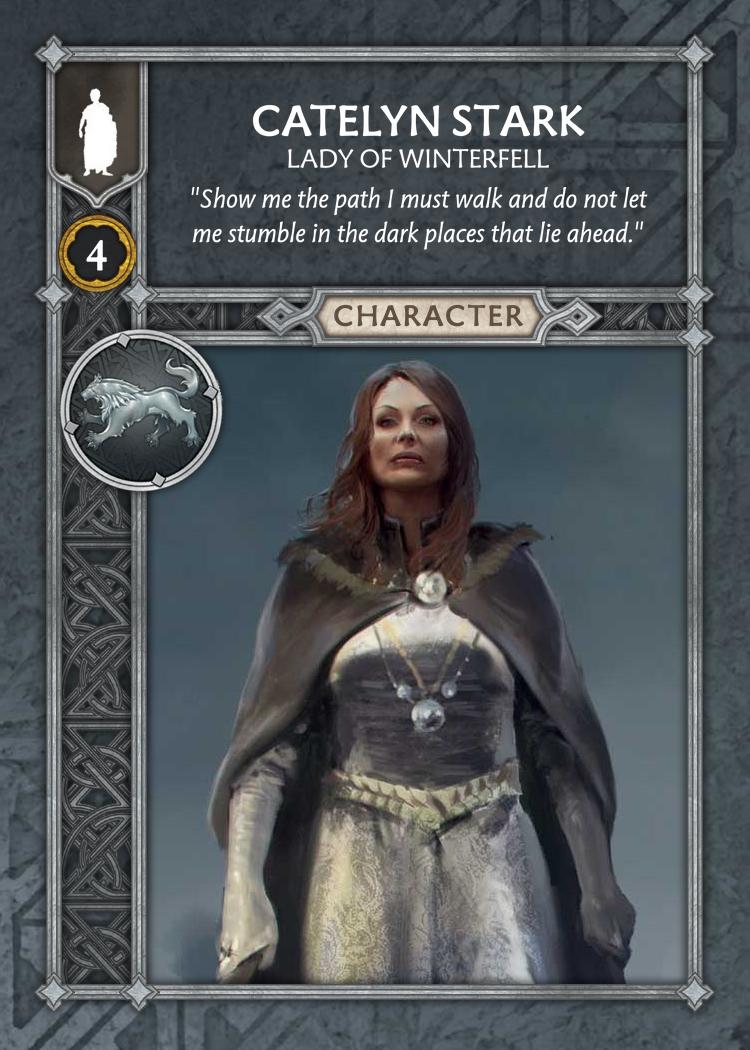 CATELYN STARK
LADY OF WINTERFELL
"Show me the path I must walk and do not let
me stumble in the dark places that lie ahead."
4
CHARACTER